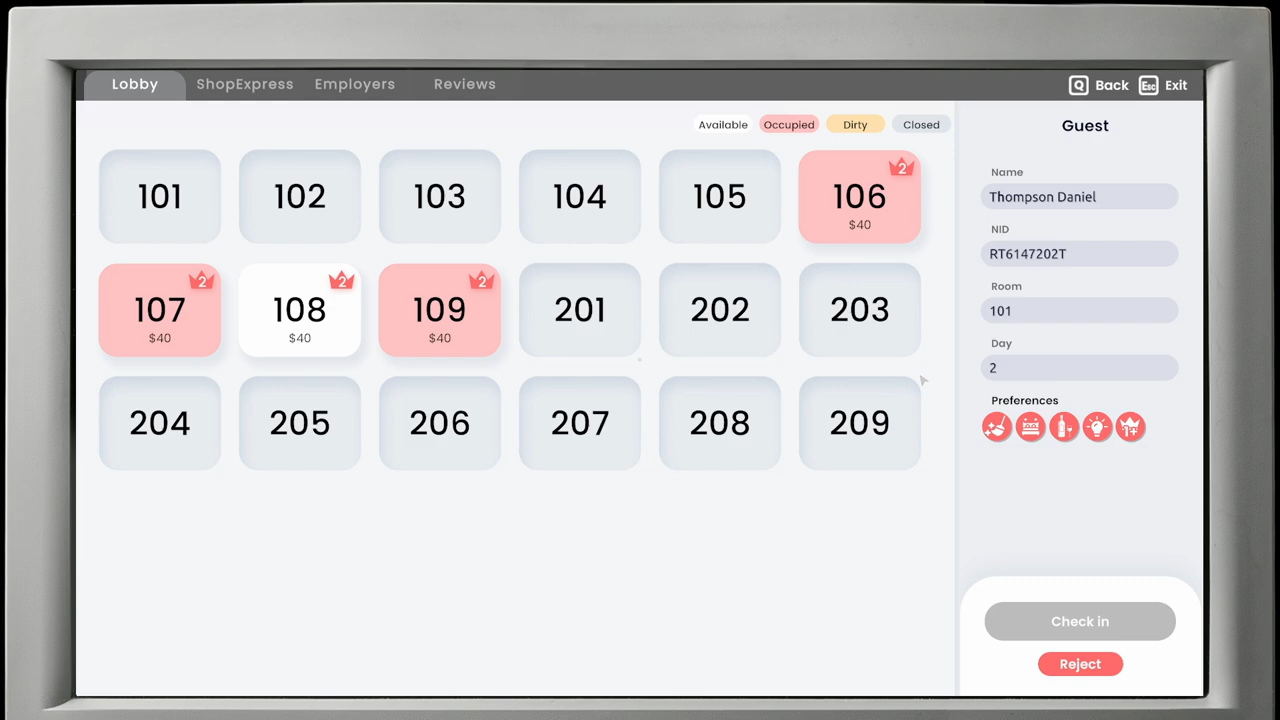 Lobby ShopExpress Employers Reviews Q Back Esc Exit
Available Occupied Dirty Closed
Guest
101 102 103 104 105 2 106 $40
2 107 $40 2 108 $40 2 109 $40 201 202 203
204 205 206 207 208 209
Name
Thompson Daniel
NID
RT6147202T
Room
101
Day
2
Preferences
1+
Check in
Reject